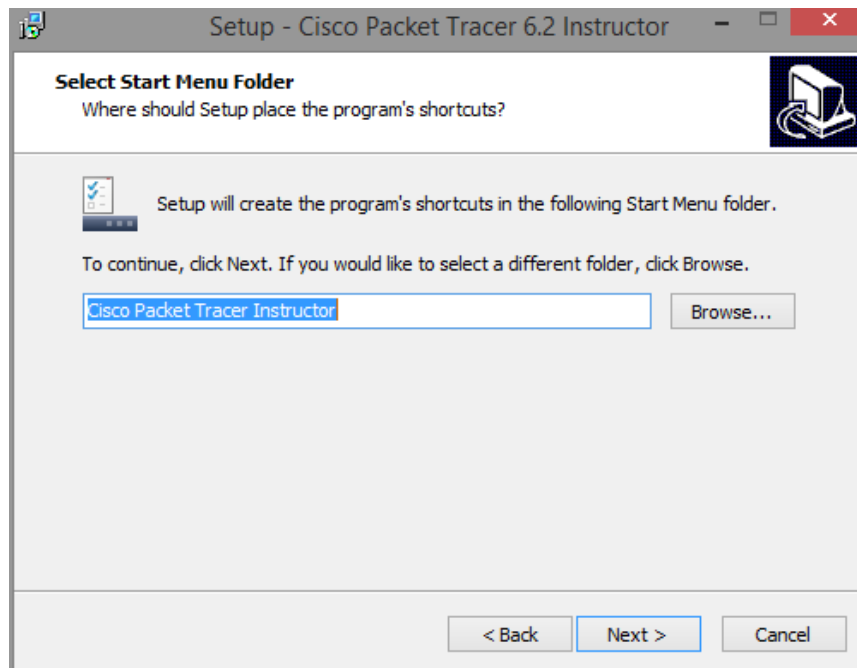 Setup - Cisco Packet Tracer 6.2 Instructor
Select Start Menu Folder
Where should Setup place the program's shortcuts?
Setup will create the program's shortcuts in the following Start Menu folder.
To continue, click Next. If you would like to select a different folder, click Browse.
Cisco Packet Tracer Instructor
Browse...
< Back
Next >
Cancel